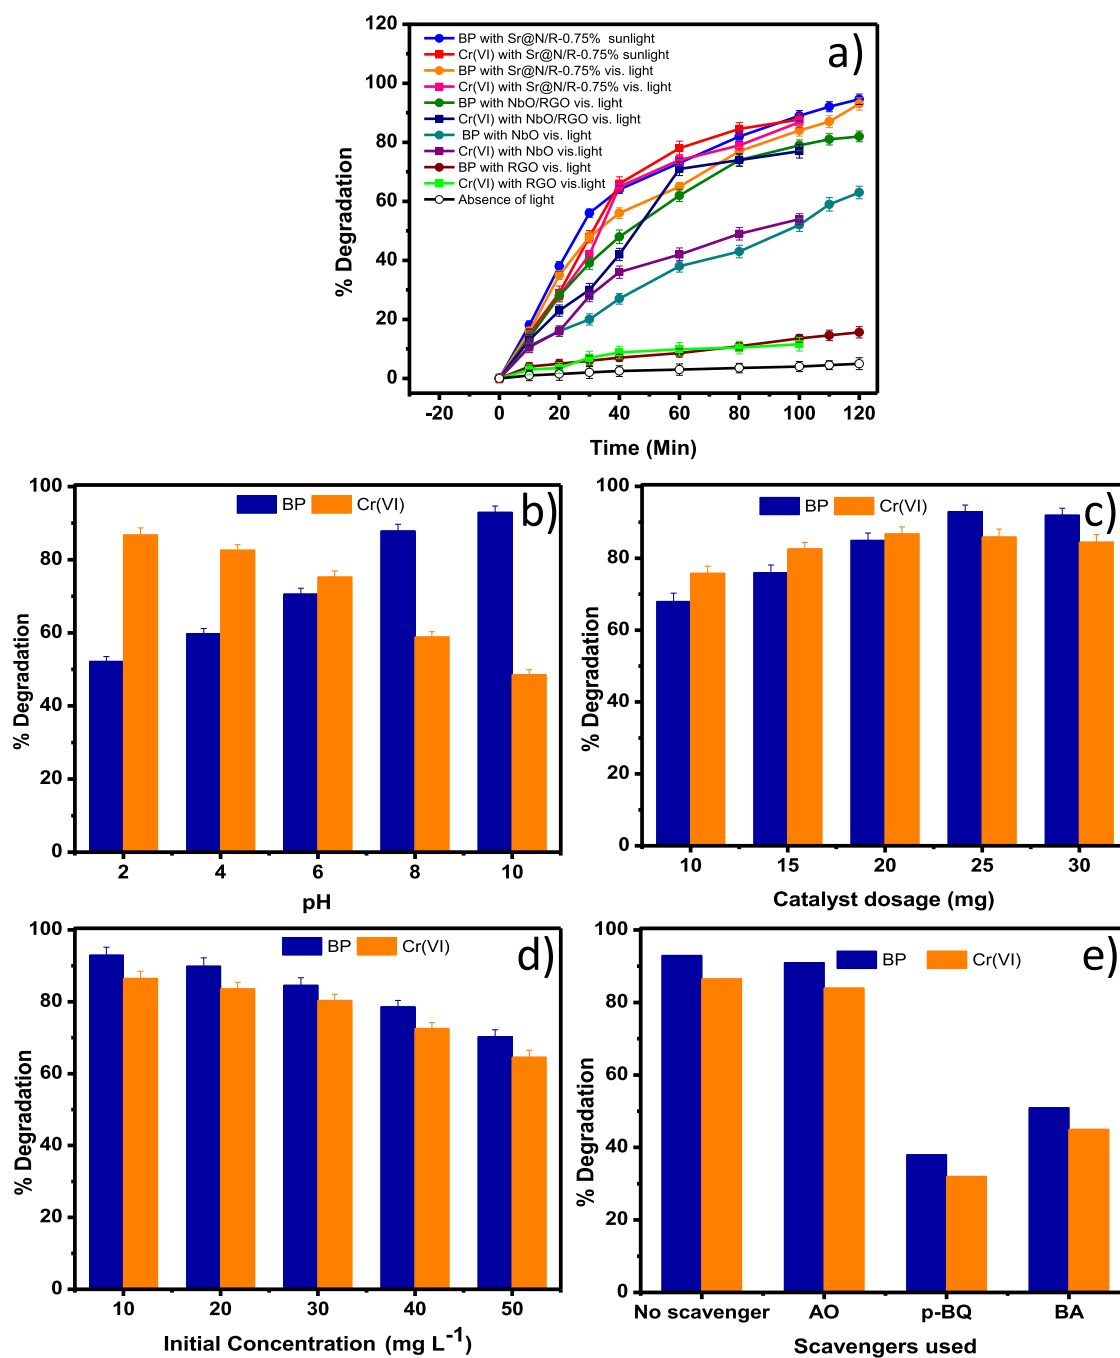 a)
120
100
80
60
40
20
0
% Degradation
BP with Sr@N/R-0.75% sunlight
Cr(VI) with Sr@N/R-0.75% sunlight
BP with Sr@N/R-0.75% vis. light
Cr(VI) with Sr@N/R-0.75% vis. light
BP with NbO/RGO vis. light
Cr(VI) with NbO/RGO vis. light
BP with NbO vis. light
Cr(VI) with NbO vis.light
BP with RGO vis. light
Cr(VI) with RGO vis.light
Absence of light
-20 0 20 40 60 80 100 120
Time (Min)
b)
BP Cr(VI)
100
80
60
40
20
0
% Degradation
2 4 6 8 10
pH
c)
BP Cr(VI)
100
80
60
40
20
0
% Degradation
10 15 20 25 30
Catalyst dosage (mg)
d)
BP Cr(VI)
100
80
60
40
20
0
% Degradation
10 20 30 40 50
Initial Concentration (mg L⁻¹)
e)
BP Cr(VI)
100
80
60
40
20
0
% Degradation
No scavenger AO p-BQ BA
Scavengers used